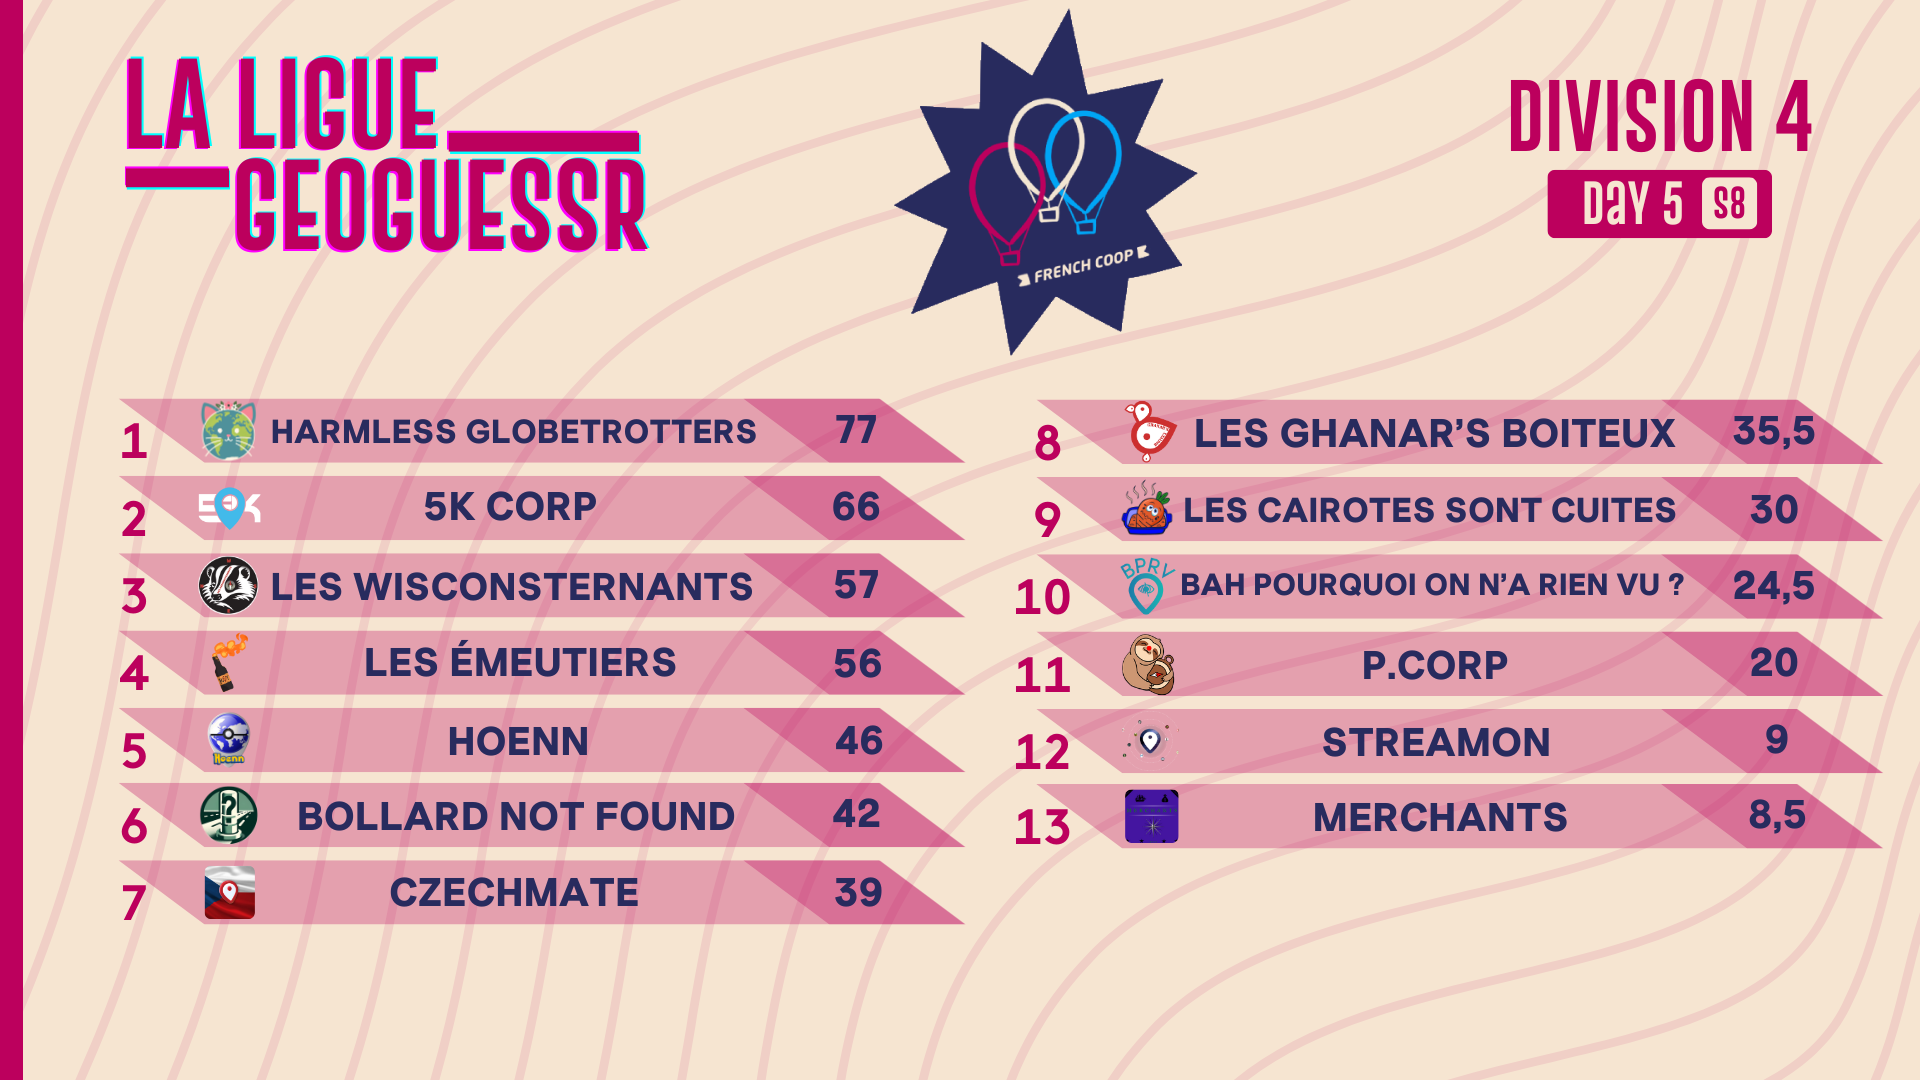 LA LIGUE
GEOGUESSR
FRENCH COOP
DIVISION 4
DAY 5 S8
1 HARMLESS GLOBETROTTERS 77
2 5K 5K CORP 66
3 LES WISCONSTERNANTS 57
4 LES ÉMEUTIERS 56
5 Hoenn HOENN 46
6 ? BOLLARD NOT FOUND 42
7 CZECHMATE 39
8 LES GHANAR’S BOITEUX 35,5
9 LES CAIROTES SONT CUITES 30
10 BPRV BAH POURQUOI ON N’A RIEN VU ? 24,5
11 P.CORP 20
12 STREAMON 9
13 MERCHANTS 8,5